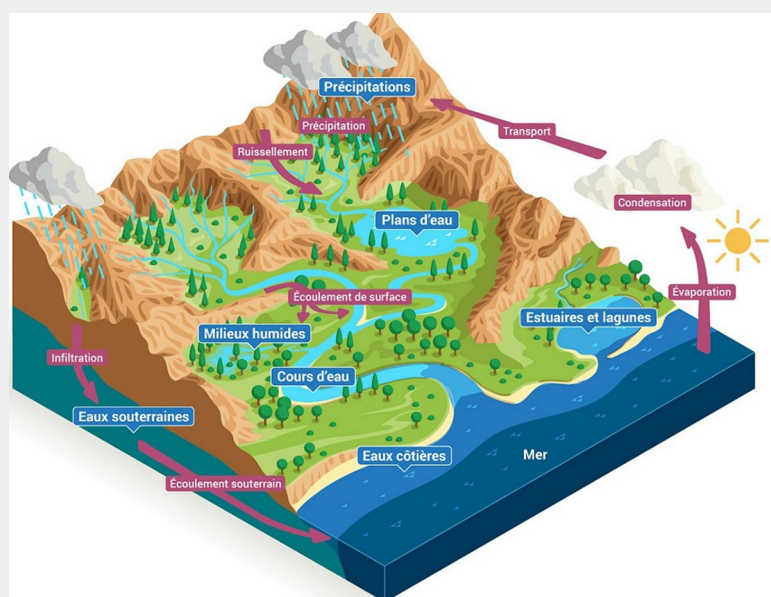 Précipitations
Précipitation
Transport
Ruissellement
Condensation
Plans d'eau
Évaporation
Écoulement de surface
Estuaires et lagunes
Milieux humides
Infiltration
Cours d'eau
Eaux souterraines
Eaux côtières
Mer
Écoulement souterrain